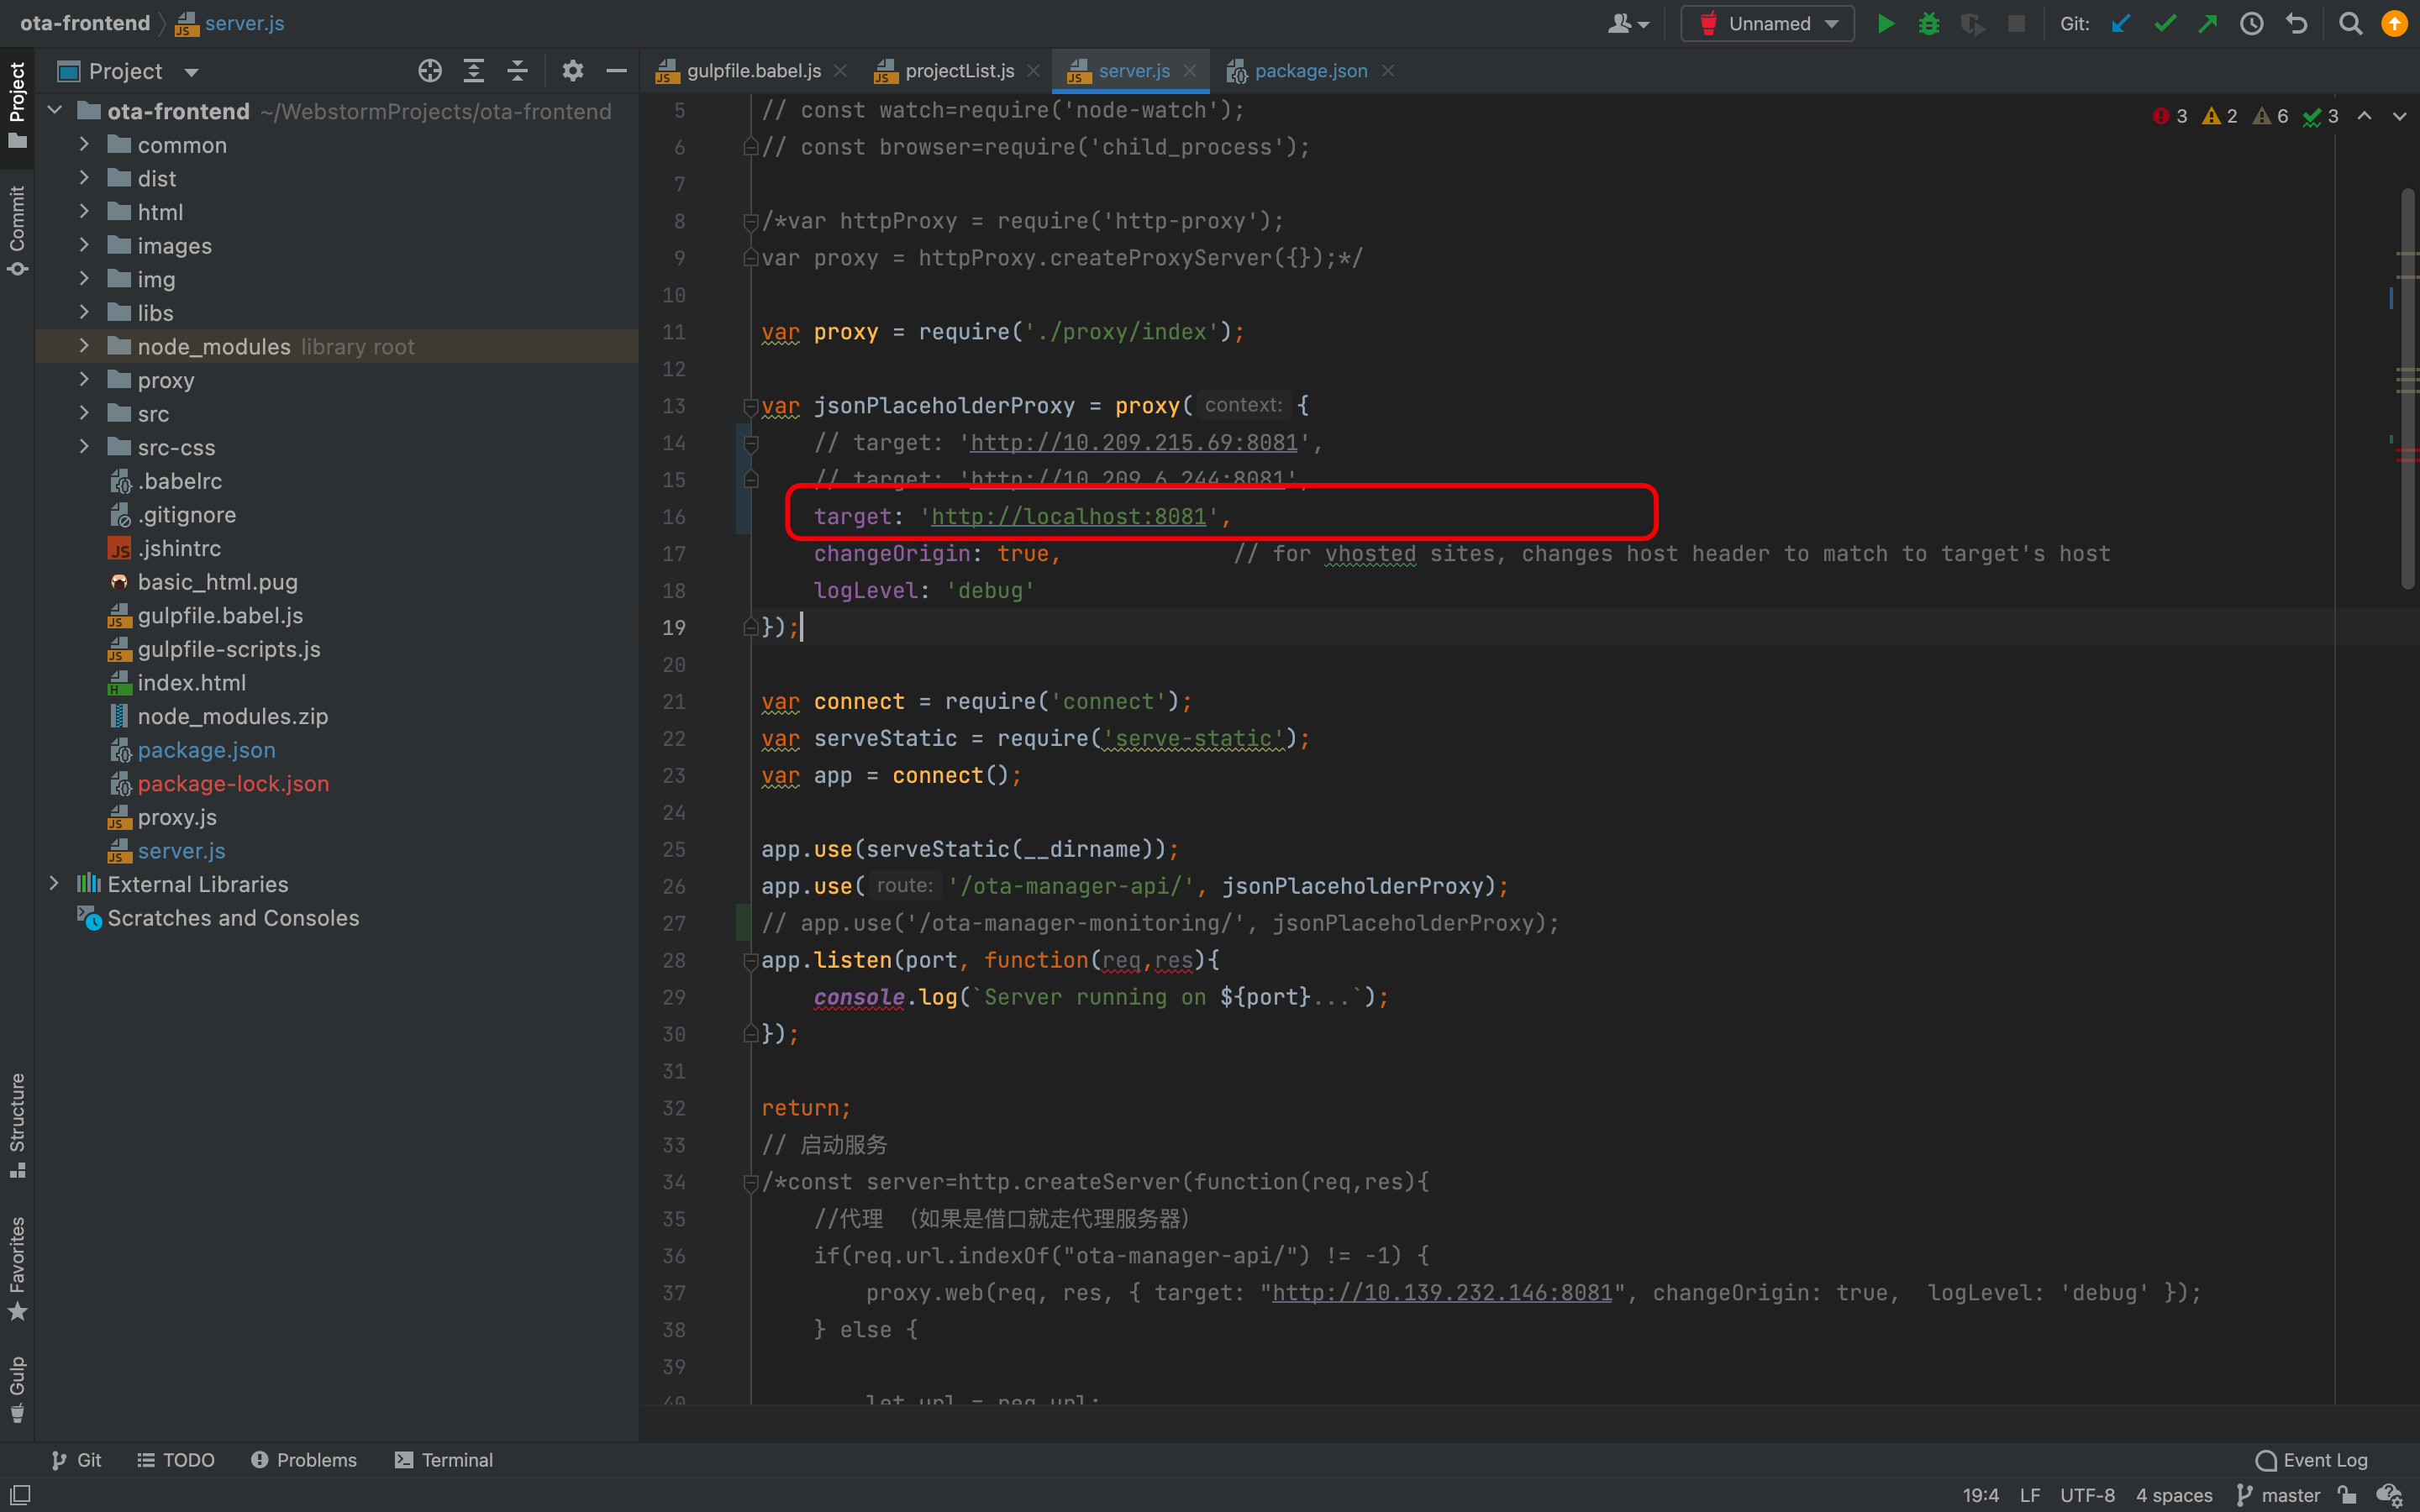 ota-frontend
server.js
Unnamed
Git:
Project
gulpfile.babel.js
projectList.js
server.js
package.json
Project
Commit
Structure
Favorites
Gulp
ota-frontend ~/WebstormProjects/ota-frontend
common
dist
html
images
img
libs
node_modules library root
proxy
src
src-css
.babelrc
.gitignore
.jshintrc
basic_html.pug
gulpfile.babel.js
gulpfile-scripts.js
index.html
node_modules.zip
package.json
package-lock.json
proxy.js
server.js
External Libraries
Scratches and Consoles
3 2 6 3
5 // const watch=require('node-watch');
6 // const browser=require('child_process');
7
8 /*var httpProxy = require('http-proxy');
9 var proxy = httpProxy.createProxyServer({});*/
10
11 var proxy = require('./proxy/index');
12
13 var jsonPlaceholderProxy = proxy( context: {
14 // target: 'http://10.209.215.69:8081',
15 // target: 'http://10.209.6.244:8081',
16 target: 'http://localhost:8081',
17 changeOrigin: true, // for vhosted sites, changes host header to match to target's host
18 logLevel: 'debug'
19 });
20
21 var connect = require('connect');
22 var serveStatic = require('serve-static');
23 var app = connect();
24
25 app.use(serveStatic(__dirname));
26 app.use( route: '/ota-manager-api/', jsonPlaceholderProxy);
27 // app.use('/ota-manager-monitoring/', jsonPlaceholderProxy);
28 app.listen(port, function(req,res){
29 console.log(`Server running on ${port}...`);
30 });
31
32 return;
33 // 启动服务
34 /*const server=http.createServer(function(req,res){
35 //代理 （如果是借口就走代理服务器）
36 if(req.url.indexOf("ota-manager-api/") != -1) {
37 proxy.web(req, res, { target: "http://10.139.232.146:8081", changeOrigin: true, logLevel: 'debug' });
38 } else {
39
40 let url = req.url;
Git
TODO
Problems
Terminal
Event Log
19:4 LF UTF-8 4 spaces master